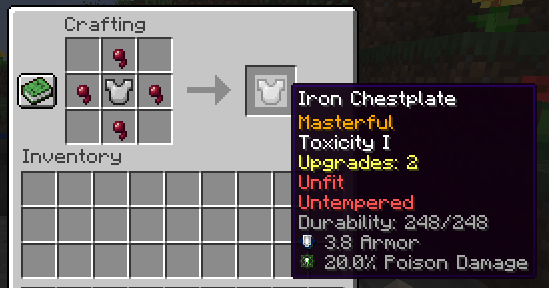 Crafting
Iron Chestplate
Masterful
Toxicity I
Upgrades: 2
Unfit
Untempered
Durability: 248/248
3.8 Armor
20.0% Poison Damage
Inventory